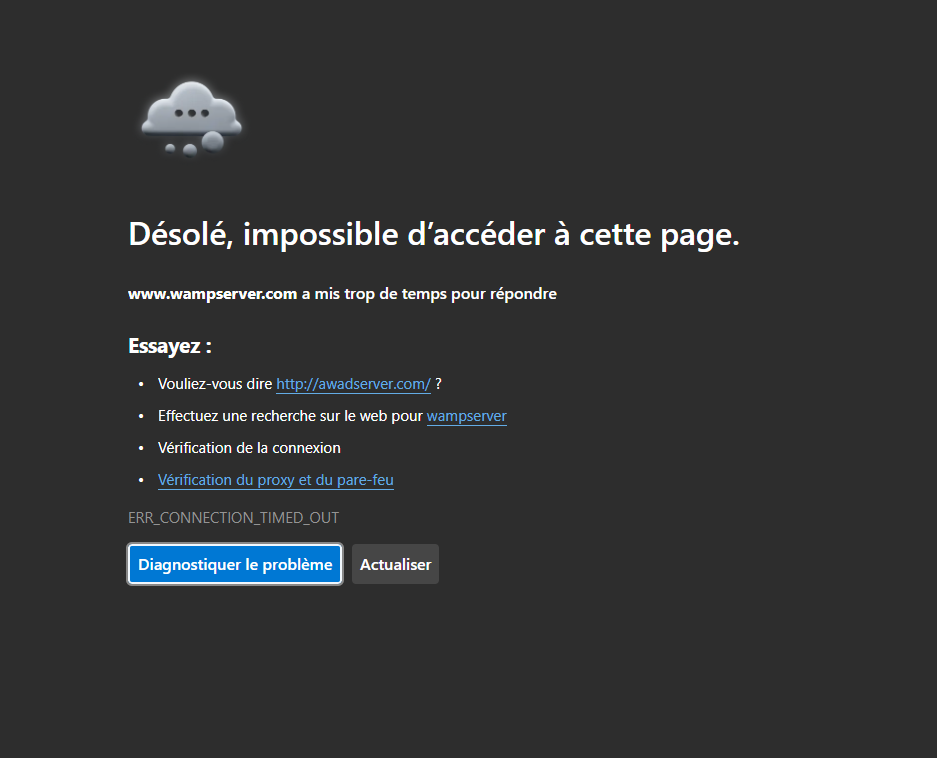 Désolé, impossible d’accéder à cette page.
www.wampserver.com a mis trop de temps pour répondre
Essayez :
• Vouliez-vous dire http://awadserver.com/ ?
• Effectuez une recherche sur le web pour wampserver
• Vérification de la connexion
• Vérification du proxy et du pare-feu
ERR_CONNECTION_TIMED_OUT
Diagnostiquer le problème Actualiser